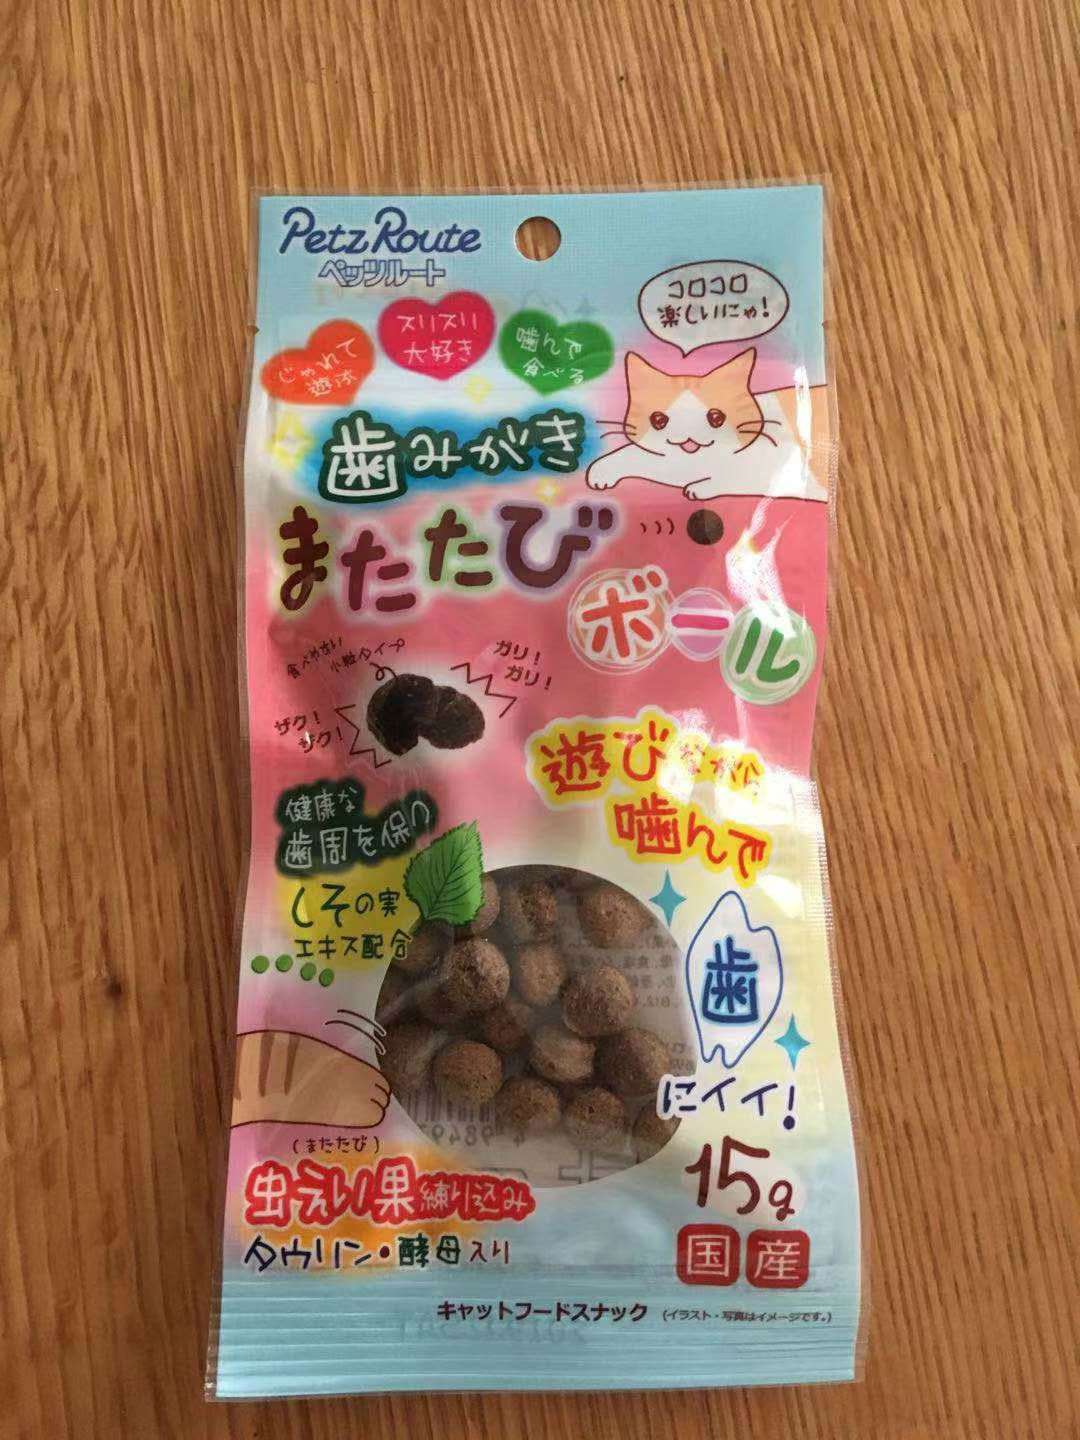 Petz Route
ペッツルート
コロコロ
楽しいにゃ!
じゃれて
遊ぶ
スリスリ
大好き
噛んで
食べる
歯みがき
またたび
ボール
食べやすい
小粒タイプ
ガリ!
ガリ!
ザク!
ザク!
遊びながら
噛んで
歯
にイイ!
健康な
歯周を保つ
しその実
エキス配合
(またたび)
虫えい果練り込み
タウリン・酵母入り
15g
国産
キャットフードスナック
(イラスト・写真はイメージです。)